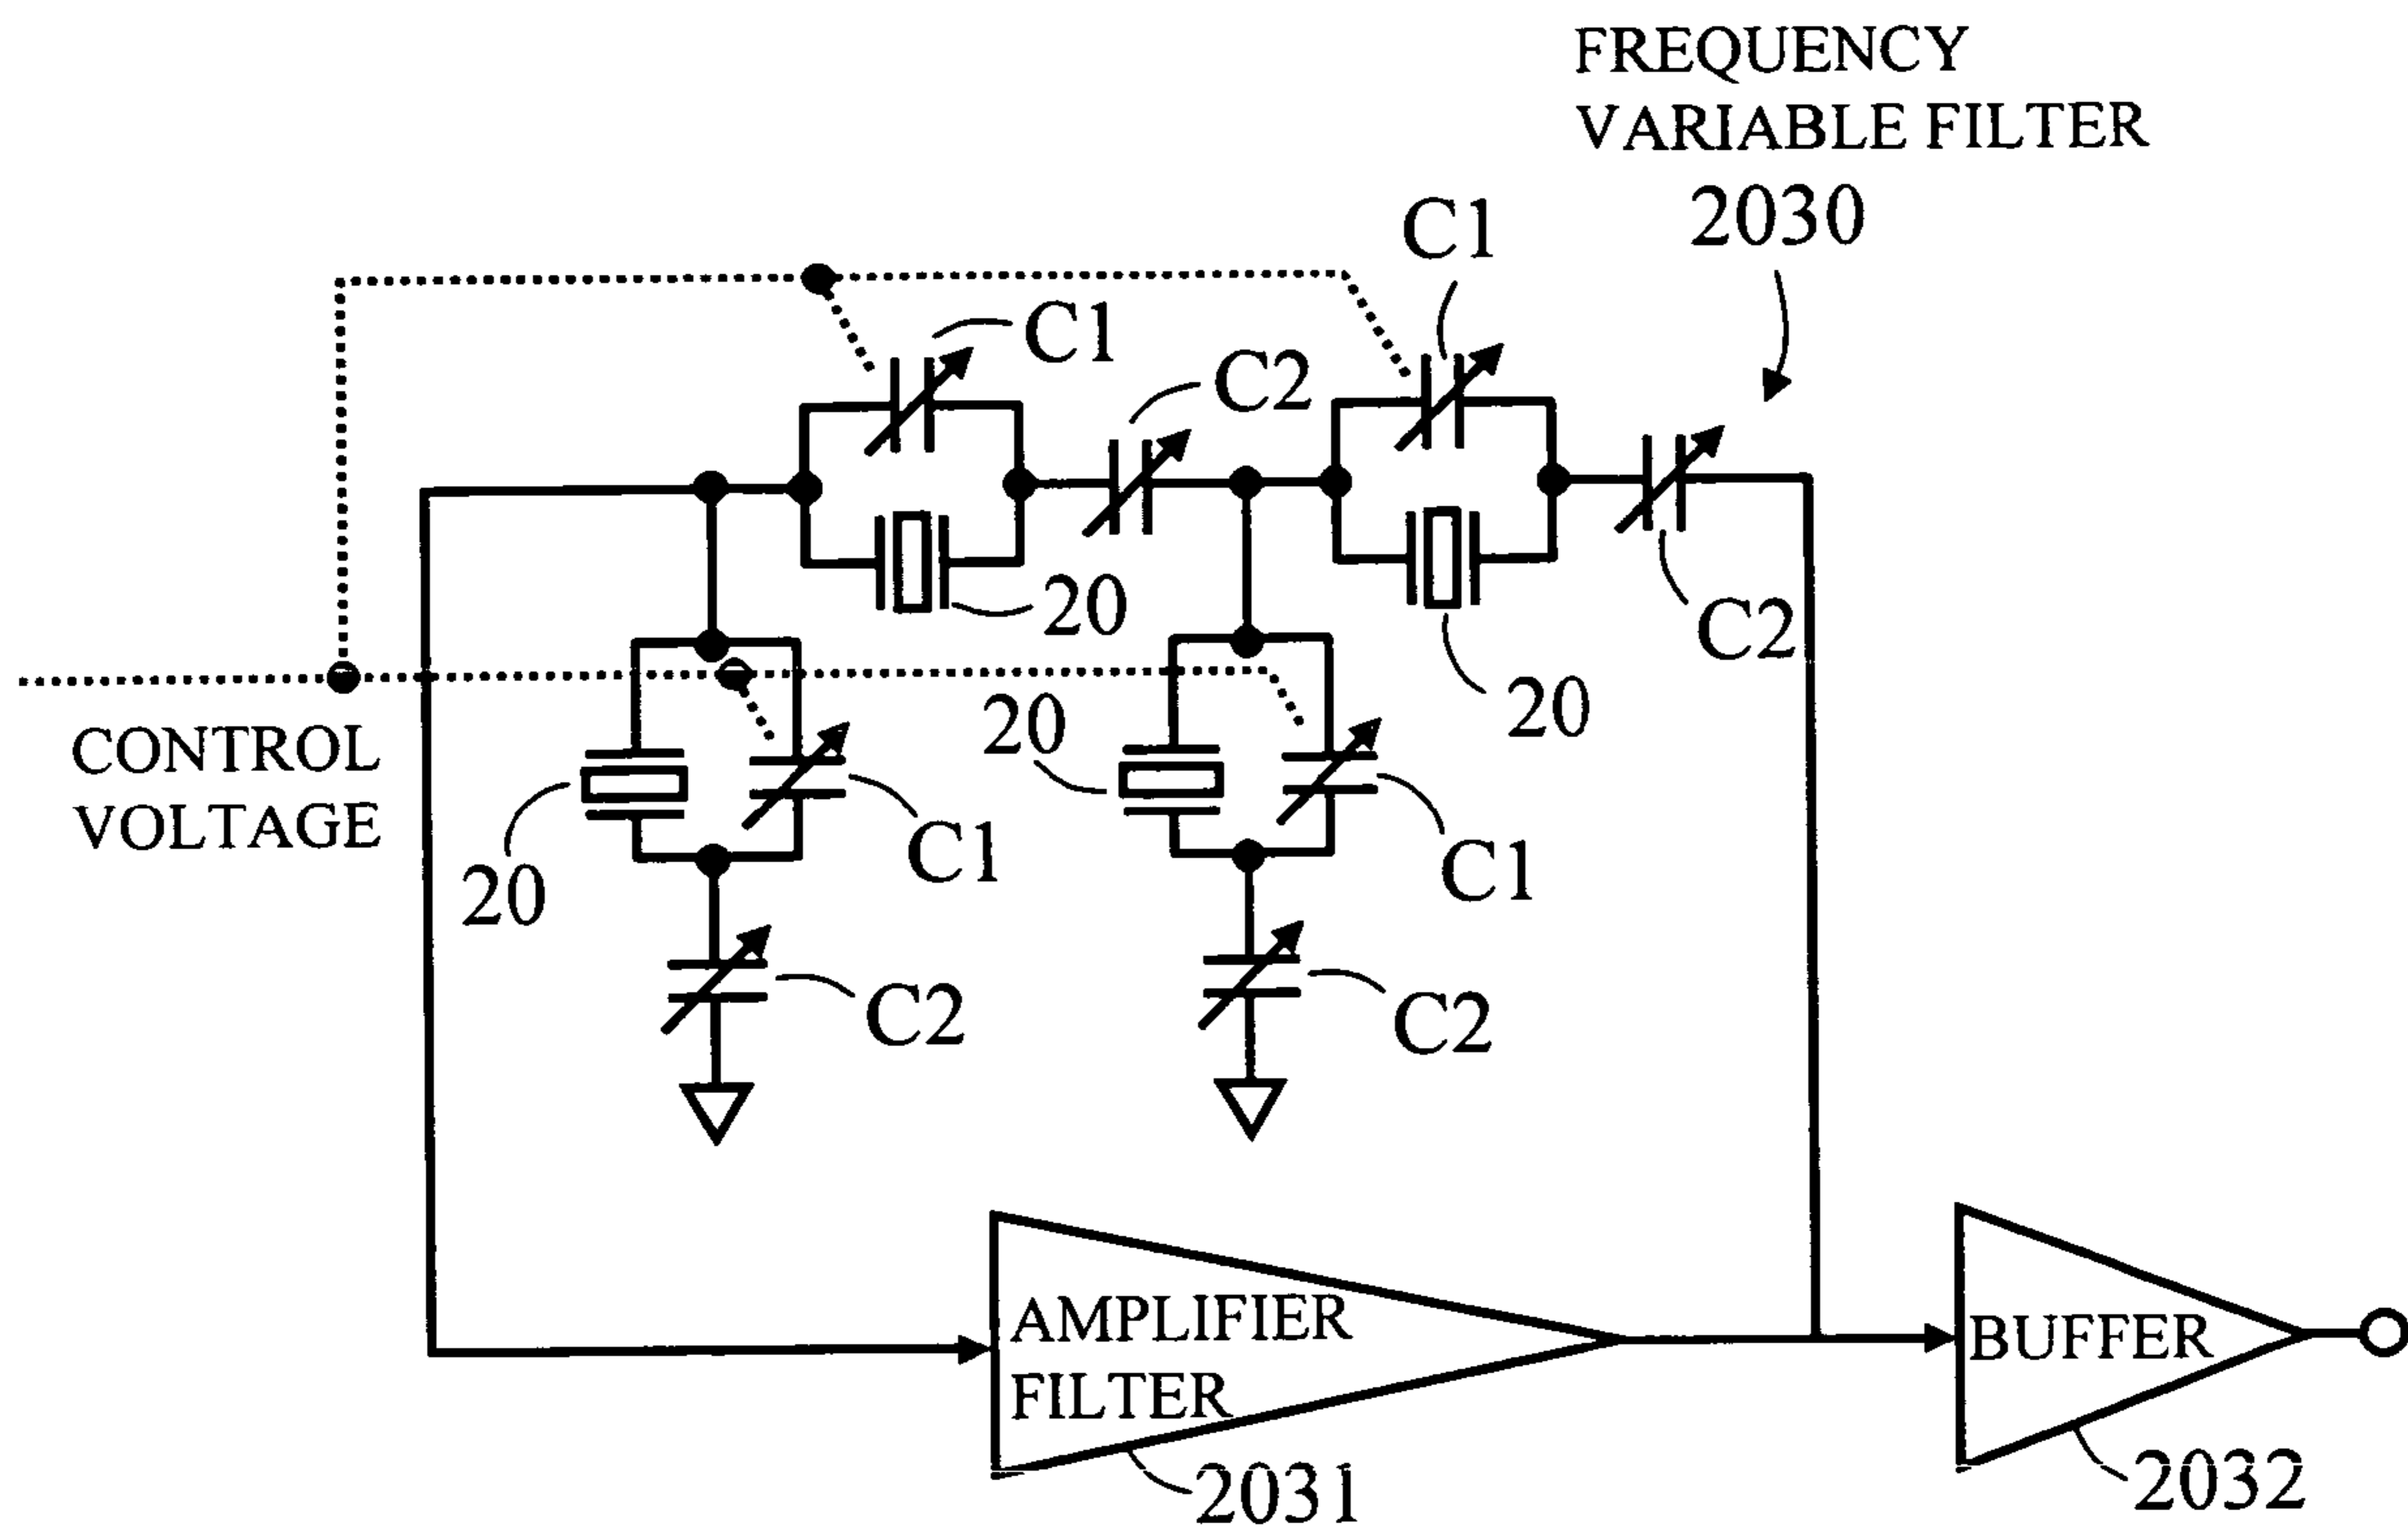 FREQUENCY
VARIABLE FILTER
2030
C1
C1
C2
20
C2
20
20
CONTROL
VOLTAGE
20
C1
C1
C2
C2
AMPLIFIER
FILTER
BUFFER
2031
2032